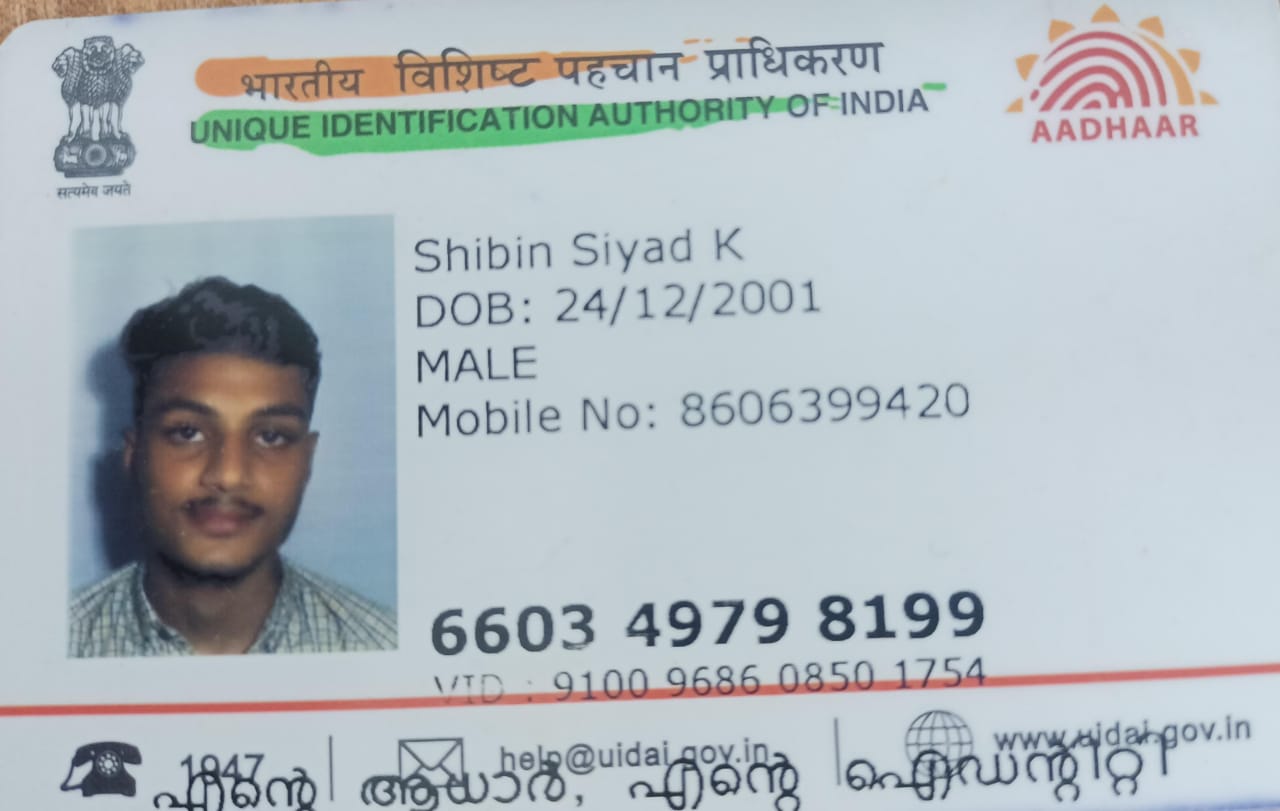 भारतीय विशिष्ट पहचान प्राधिकरण
UNIQUE IDENTIFICATION AUTHORITY OF INDIA
AADHAAR
सत्यमेव जयते
Shibin Siyad K
DOB: 24/12/2001
MALE
Mobile No: 8606399420
6603 4979 8199
VID : 9100 9686 0850 1754
1947 help@uidai.gov.in www.uidai.gov.in
എന്റെ ആധാർ, എന്റെ ഐഡന്റിറ്റി